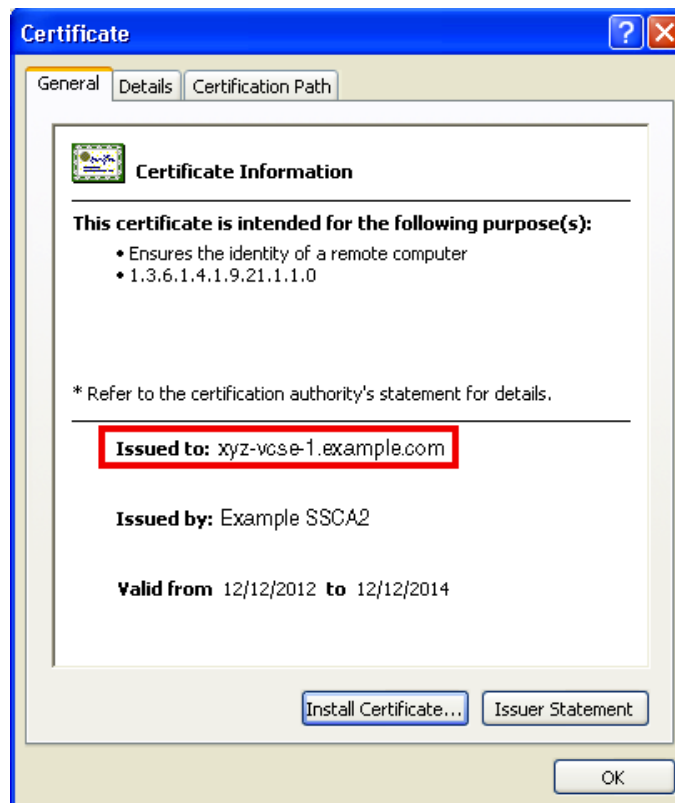 Certificate
General Details Certification Path
Certificate Information
This certificate is intended for the following purpose(s):
• Ensures the identity of a remote computer
• 1.3.6.1.4.1.9.21.1.1.0
* Refer to the certification authority's statement for details.
Issued to: xyz-vcse-1.example.com
Issued by: Example SSCA2
Valid from 12/12/2012 to 12/12/2014
Install Certificate... Issuer Statement
OK